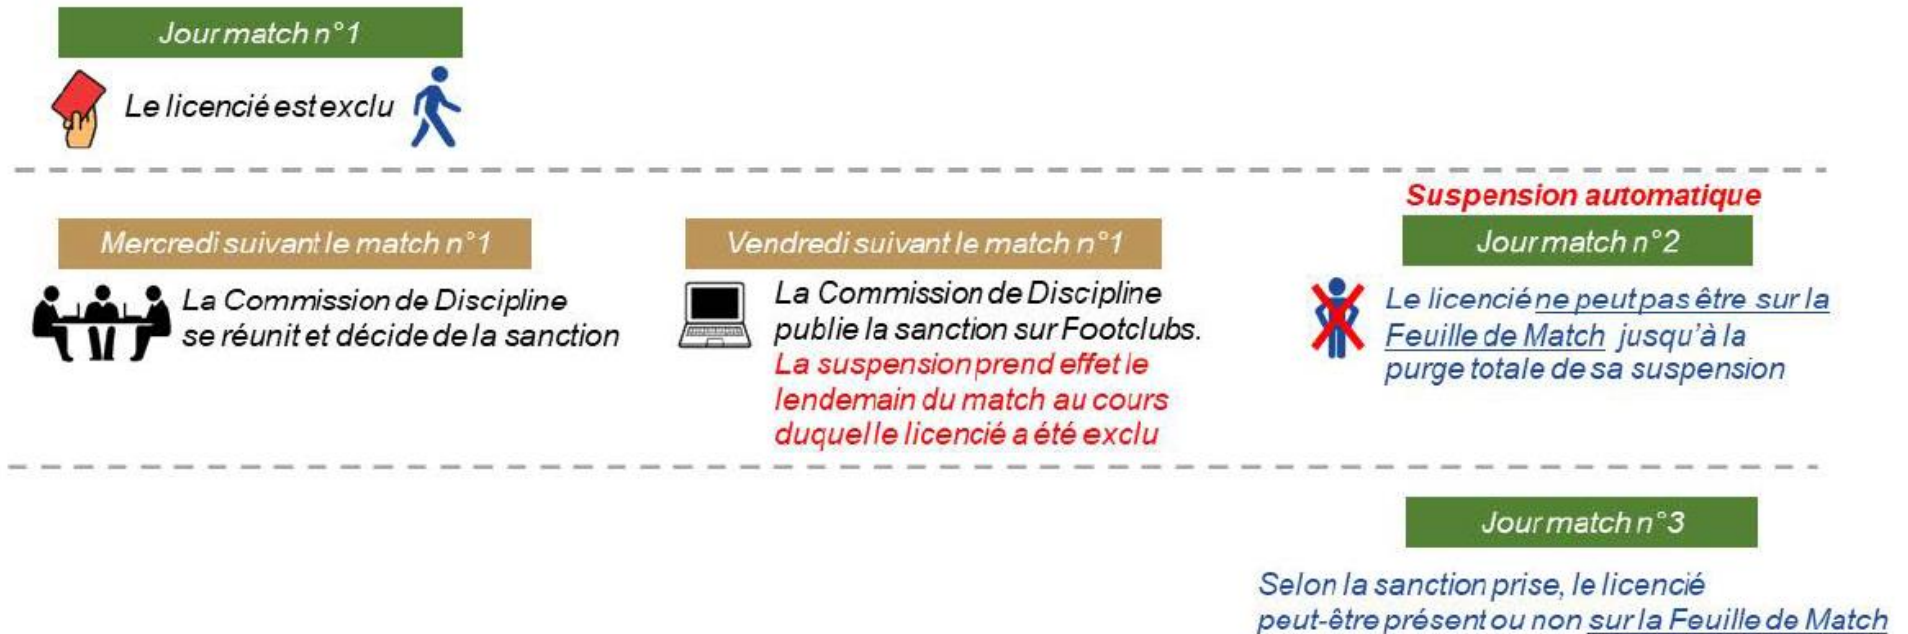 Jour match n°1
Le licencié est exclu
Mercredi suivant le match n°1
La Commission de Discipline
se réunit et décide de la sanction
Vendredi suivant le match n°1
La Commission de Discipline
publie la sanction sur Footclubs.
La suspension prend effet le
lendemain du match au cours
duquel le licencié a été exclu
Suspension automatique
Jour match n°2
Le licencié ne peut pas être sur la
Feuille de Match jusqu'à la
purge totale de sa suspension
Jour match n°3
Selon la sanction prise, le licencié
peut-être présent ou non sur la Feuille de Match